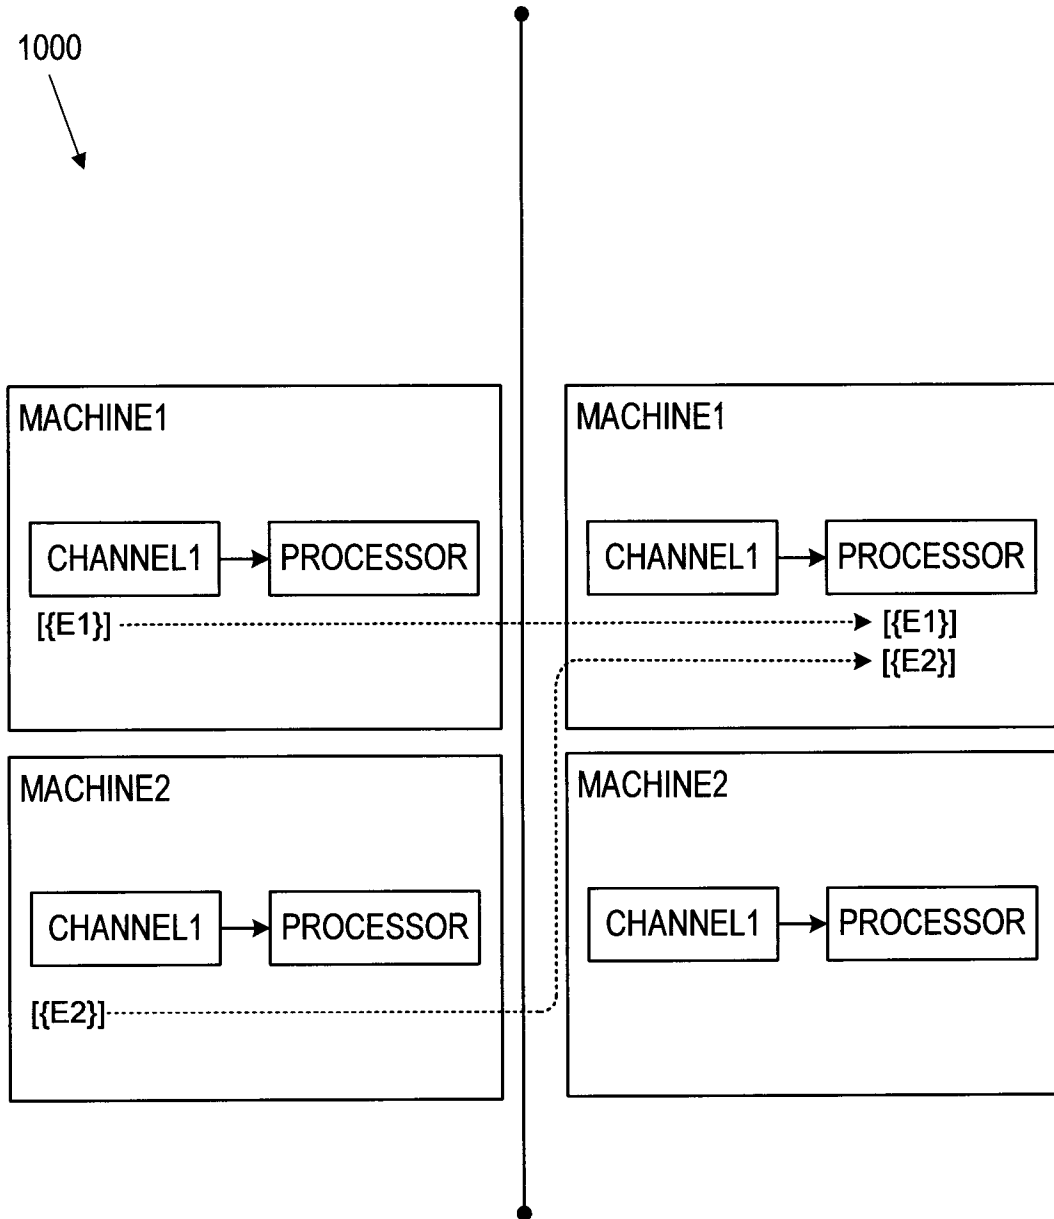 1000
MACHINE1
CHANNEL1
PROCESSOR
[{E1}]
MACHINE1
CHANNEL1
PROCESSOR
[{E1}]
[{E2}]
MACHINE2
CHANNEL1
PROCESSOR
[{E2}]
MACHINE2
CHANNEL1
PROCESSOR